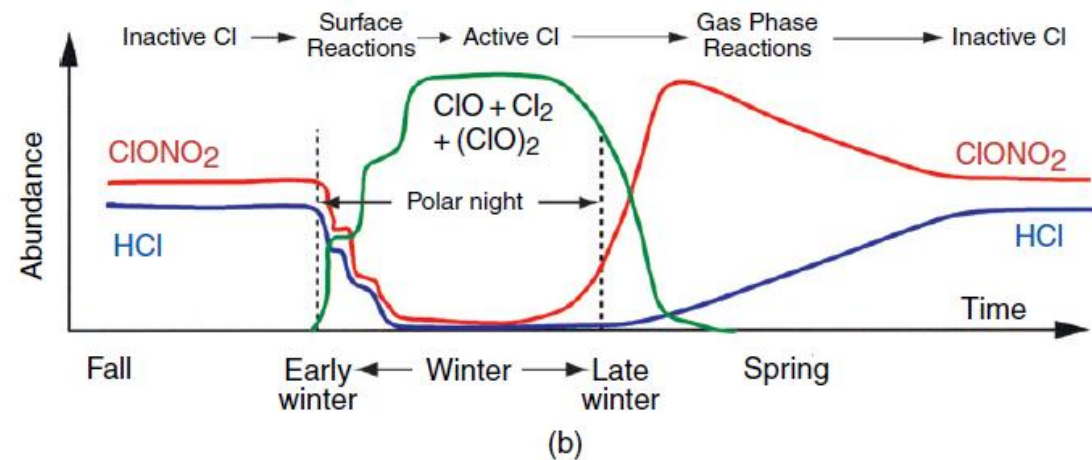 Inactive Cl → Surface Reactions → Active Cl → Gas Phase Reactions → Inactive Cl
ClO + Cl2
+ (ClO)2
ClONO2
ClONO2
Polar night
HCl
HCl
Abundance
Time
Fall
Early winter
Winter
Late winter
Spring
(b)